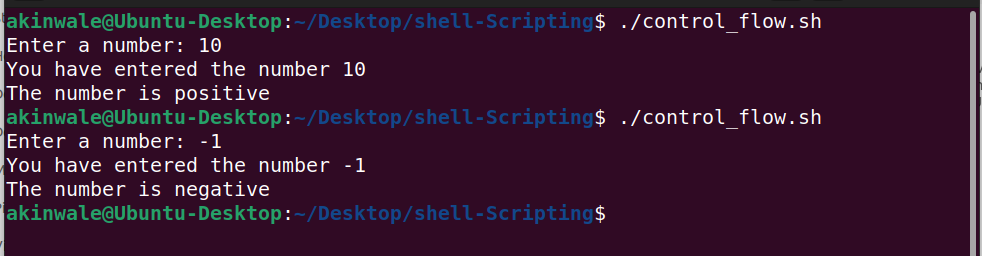 akinwale@Ubuntu-Desktop:~/Desktop/shell-Scripting$ ./control_flow.sh
Enter a number: 10
You have entered the number 10
The number is positive
akinwale@Ubuntu-Desktop:~/Desktop/shell-Scripting$ ./control_flow.sh
Enter a number: -1
You have entered the number -1
The number is negative
akinwale@Ubuntu-Desktop:~/Desktop/shell-Scripting$